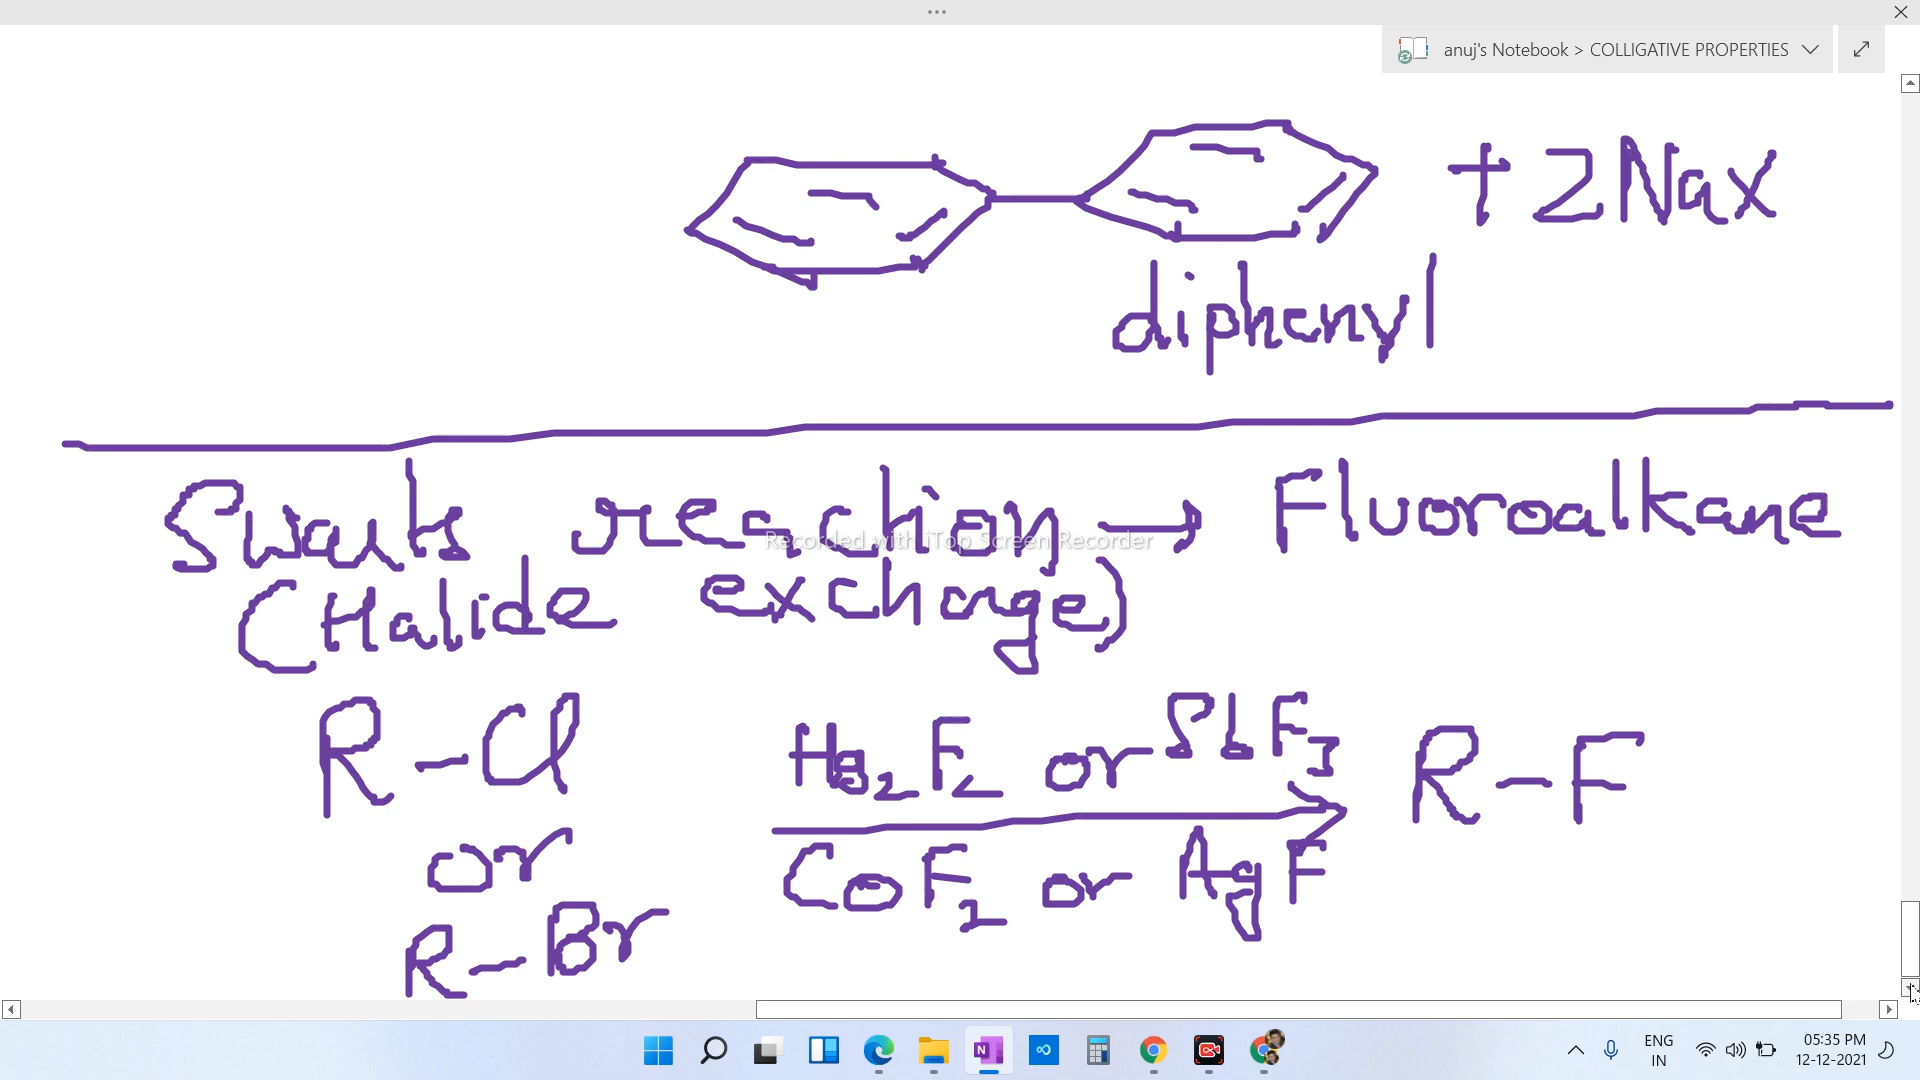 anuj's Notebook > COLLIGATIVE PROPERTIES
+ 2Nax
diphenyl
Swarts reaction → Fluoroalkane
Recorded with iTop Screen Recorder
(Halide exchange)
R-Cl
Hg2F2 or SbF3
R-F
or
CoF2 or AgF
R-Br
ENG
IN
05:35 PM
12-12-2021